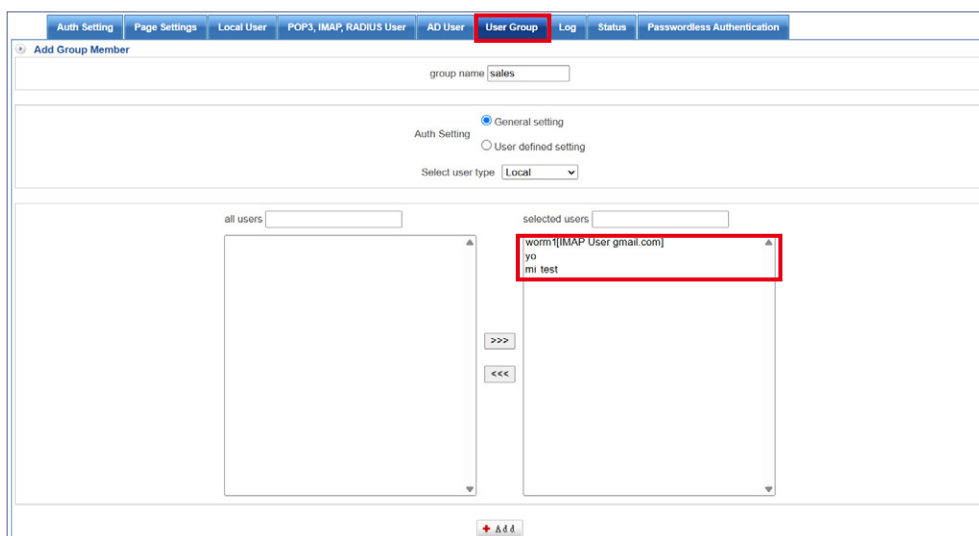 Auth Setting Page Settings Local User POP3, IMAP, RADIUS User AD User User Group Log Status Passwordless Authentication
Add Group Member
group name sales
Auth Setting
General setting
User defined setting
Select user type Local
all users
selected users
worm1[IMAP User gmail.com]
yo
mi test
>>>
<<<
Add